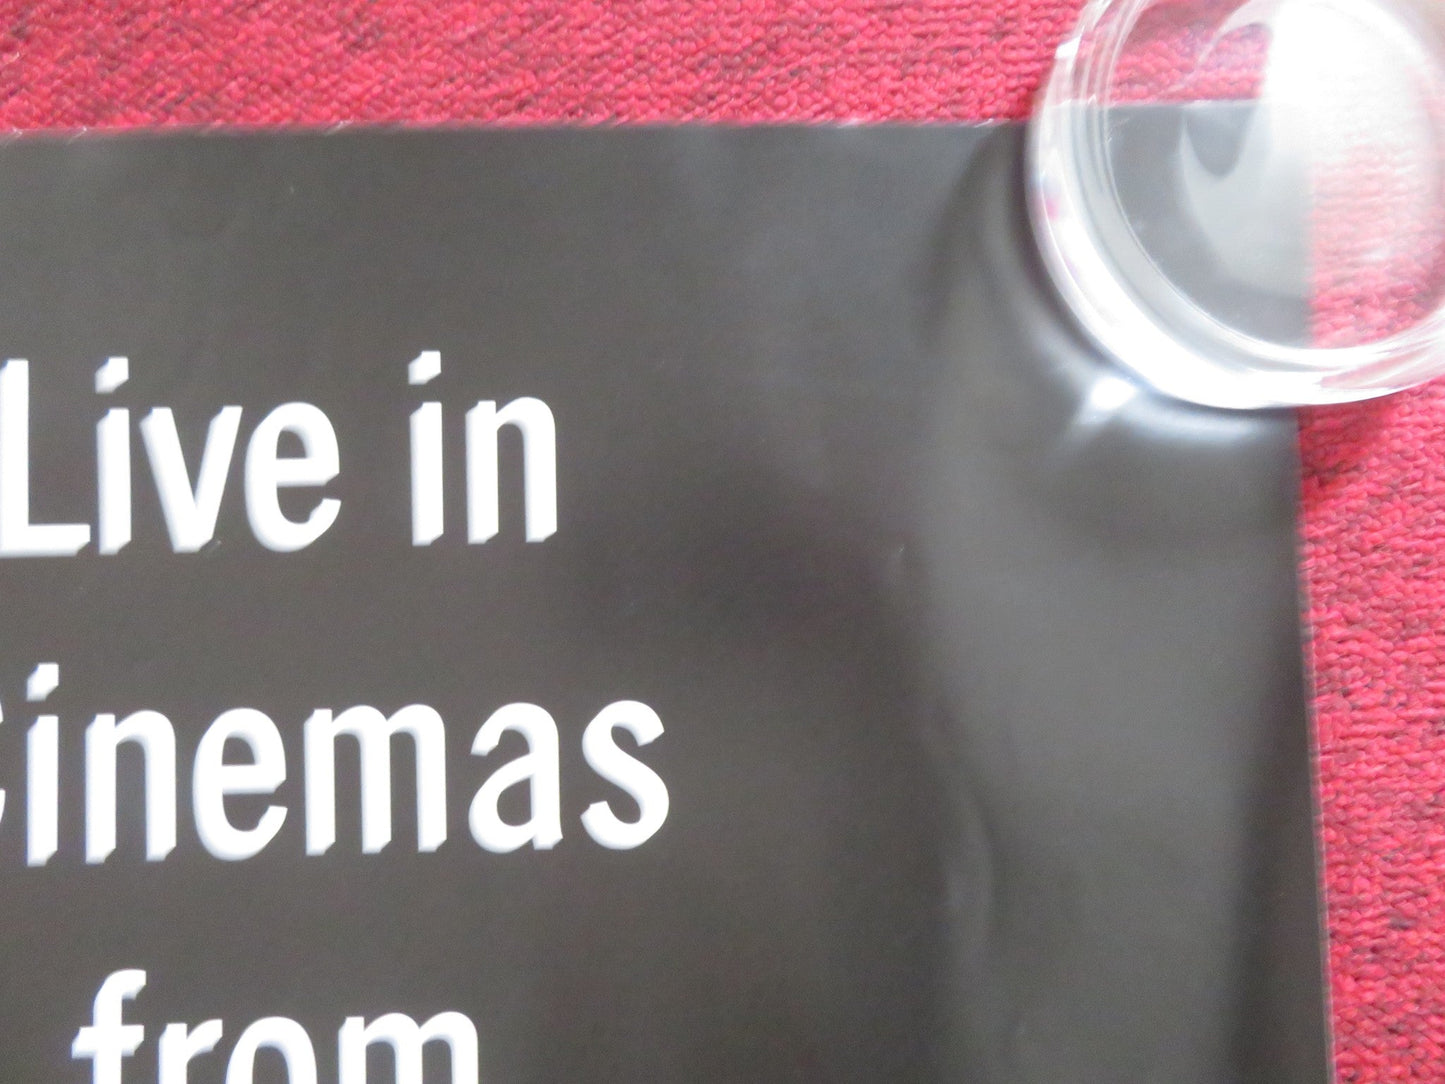 Live in
Cinemas
from